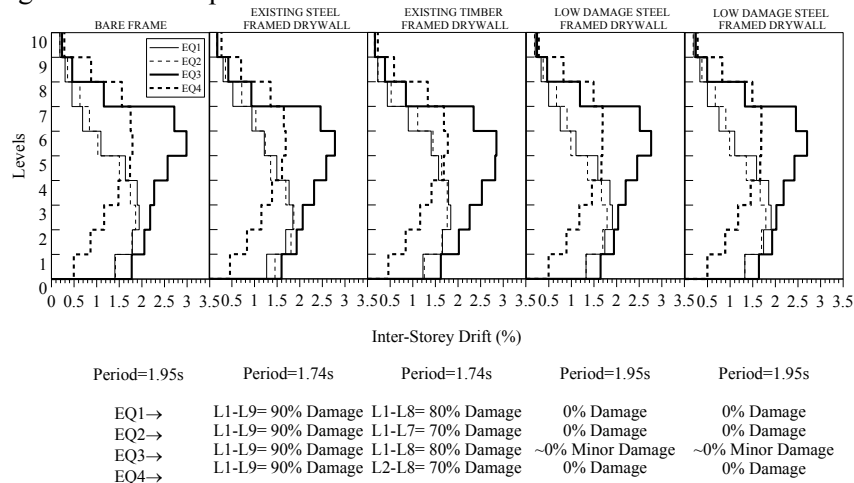 BARE FRAME
EXISTING STEEL
FRAMED DRYWALL
EXISTING TIMBER
FRAMED DRYWALL
LOW DAMAGE STEEL
FRAMED DRYWALL
LOW DAMAGE STEEL
FRAMED DRYWALL
EQ1
EQ2
EQ3
EQ4
10
9
8
7
6
5
4
3
2
1
0
Levels
0 0.5 1 1.5 2 2.5 3 3.5 0.5 1 1.5 2 2.5 3 3.5 0.5 1 1.5 2 2.5 3 3.5 0.5 1 1.5 2 2.5 3 3.5 0.5 1 1.5 2 2.5 3 3.5
Inter-Storey Drift (%)
Period=1.95s Period=1.74s Period=1.74s Period=1.95s Period=1.95s
EQ1→ L1-L9= 90% Damage L1-L8= 80% Damage 0% Damage 0% Damage
EQ2→ L1-L9= 90% Damage L1-L7= 70% Damage 0% Damage 0% Damage
EQ3→ L1-L9= 90% Damage L1-L8= 80% Damage ~0% Minor Damage ~0% Minor Damage
EQ4→ L1-L9= 90% Damage L2-L8= 70% Damage 0% Damage 0% Damage